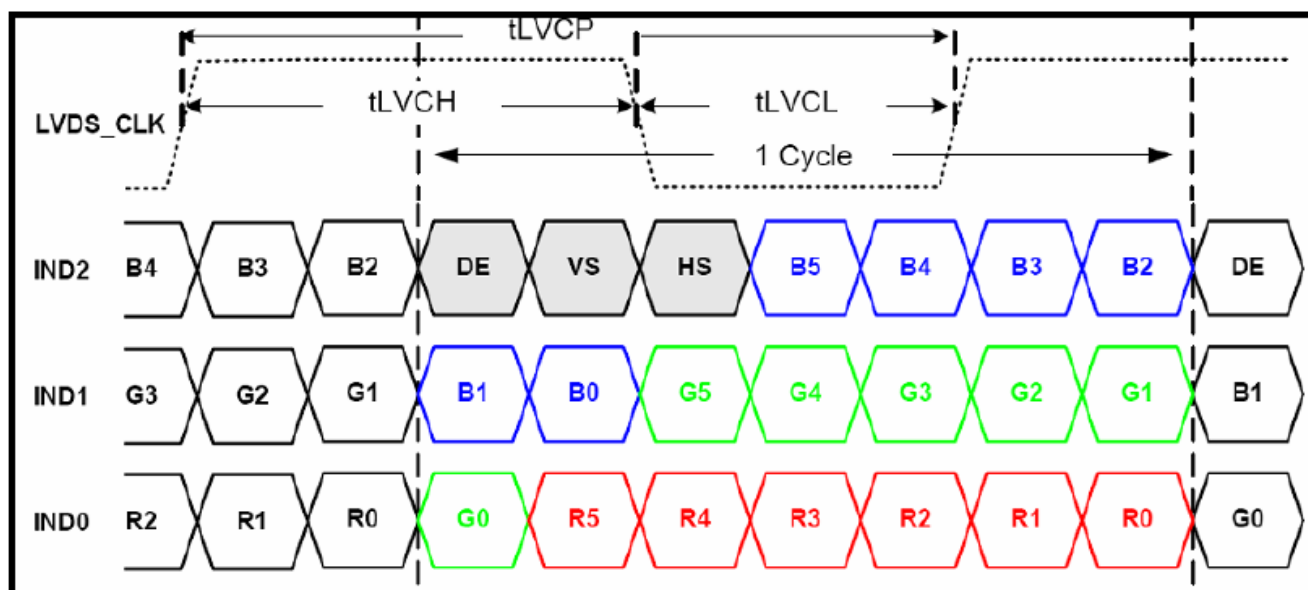 tLVCP
tLVCH tLVCL
LVDS_CLK
1 Cycle
IND2 B4 B3 B2 DE VS HS B5 B4 B3 B2 DE
IND1 G3 G2 G1 B1 B0 G5 G4 G3 G2 G1 B1
IND0 R2 R1 R0 G0 R5 R4 R3 R2 R1 R0 G0